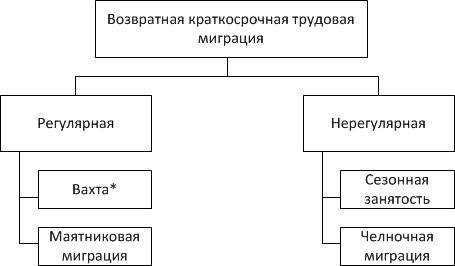 Возвратная краткосрочная трудовая
миграция
Регулярная
Нерегулярная
Вахта*
Сезонная
занятость
Маятниковая
миграция
Челночная
миграция